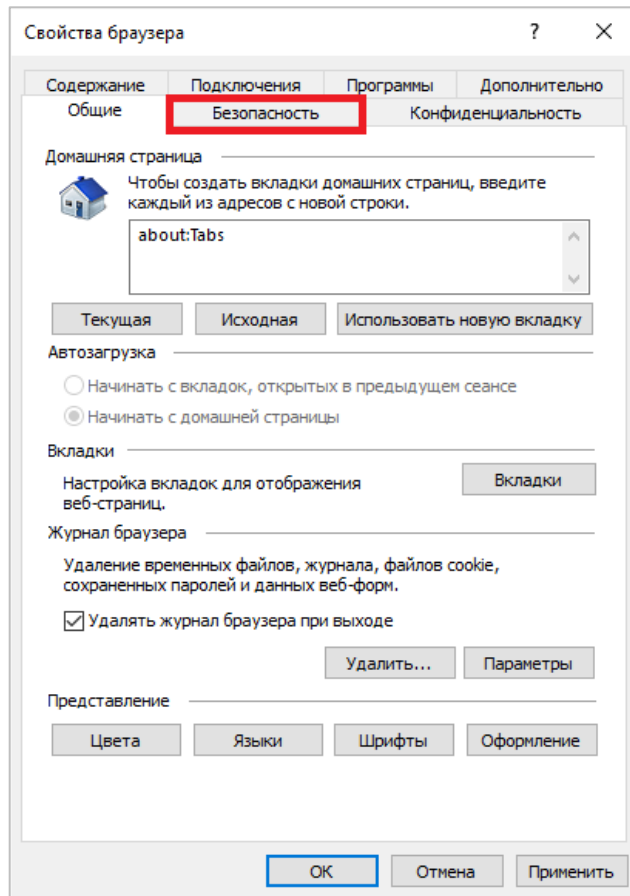 Свойства браузера ? ×
Содержание Подключения Программы Дополнительно
Общие Безопасность Конфиденциальность
Домашняя страница
Чтобы создать вкладки домашних страниц, введите
каждый из адресов с новой строки.
about:Tabs
Текущая Исходная Использовать новую вкладку
Автозагрузка
Начинать с вкладок, открытых в предыдущем сеансе
Начинать с домашней страницы
Вкладки
Настройка вкладок для отображения
веб-страниц.
Вкладки
Журнал браузера
Удаление временных файлов, журнала, файлов cookie,
сохраненных паролей и данных веб-форм.
Удалять журнал браузера при выходе
Удалить... Параметры
Представление
Цвета Языки Шрифты Оформление
ОК Отмена Применить